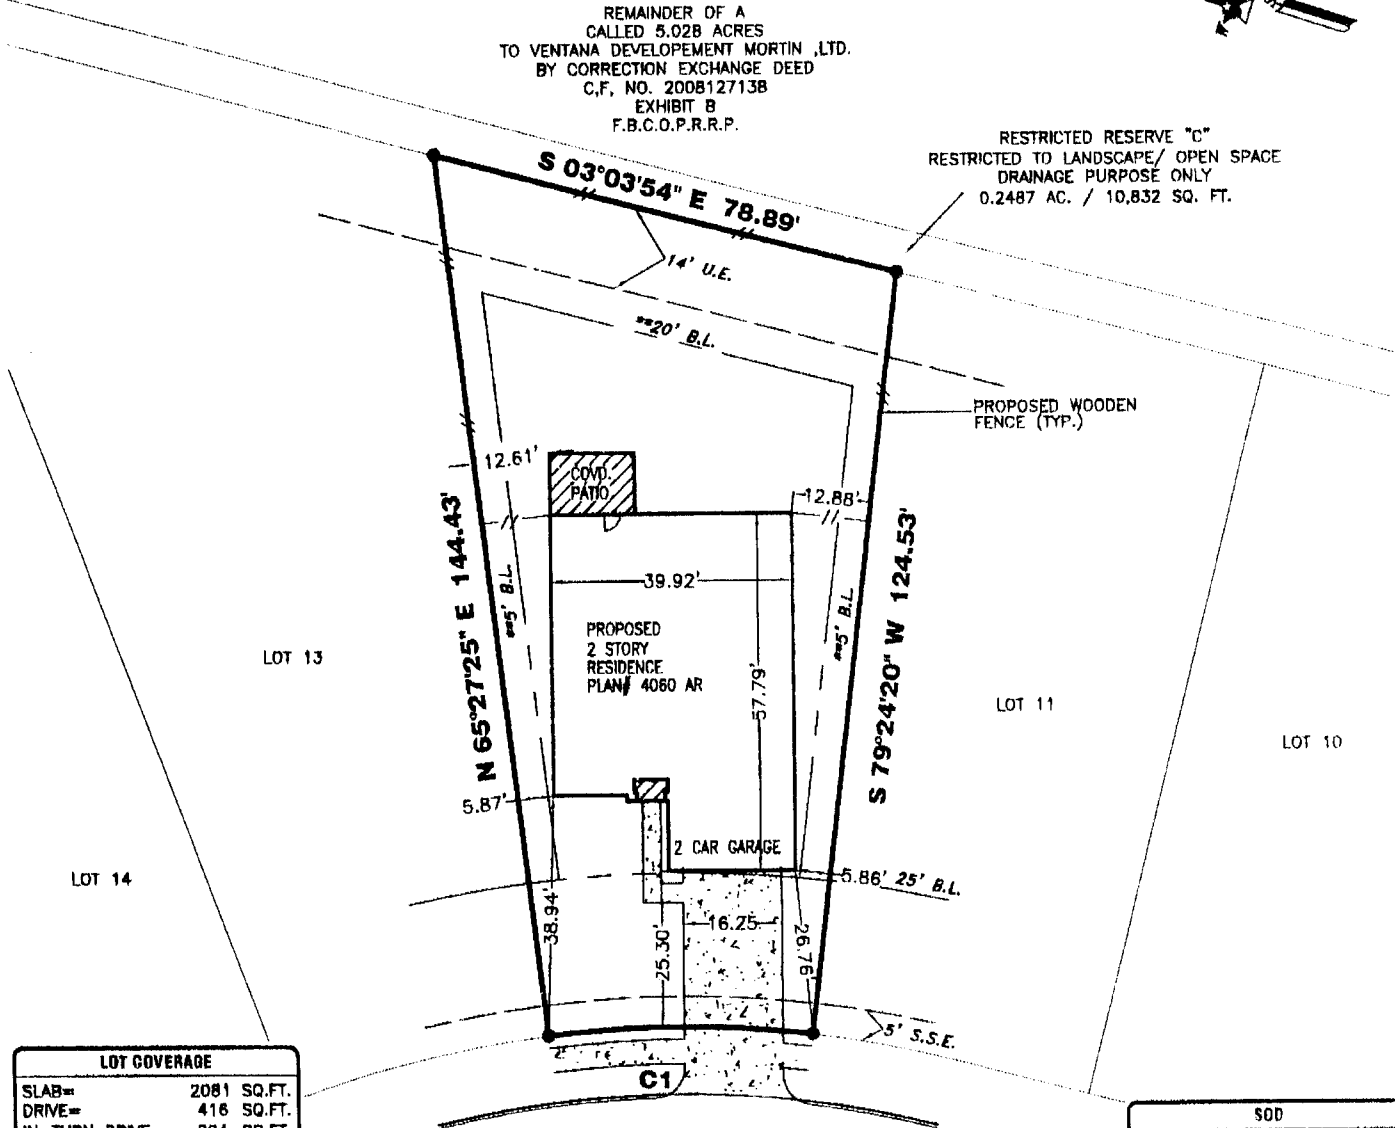 REMAINDER OF A
CALLED 5.028 ACRES
TO VENTANA DEVELOPEMENT MORTIN ,LTD.
BY CORRECTION EXCHANGE DEED
C,F, NO. 2008127138
EXHIBIT B
F.B.C.O.P.R.R.P.
RESTRICTED RESERVE "C"
RESTRICTED TO LANDSCAPE/ OPEN SPACE
DRAINAGE PURPOSE ONLY
0.2487 AC. / 10,832 SQ. FT.
S 03°03'54" E 78.89'
14' U.E.
**20' B.L.
PROPOSED WOODEN
FENCE (TYP.)
12.61'
COVD.
PATIO
12.88'
N 65°27'25" E 144.43'
S 79°24'20" W 124.53'
**5' B.L.
39.92'
**5' B.L.
PROPOSED
2 STORY
RESIDENCE
PLAN# 4060 AR
57.79'
LOT 13
LOT 11
LOT 10
5.87'
2 CAR GARAGE
LOT 14
5.86' 25' B.L.
38.94'
25.30'
16.25
26.76'
5' S.S.E.
2'
C1
LOT COVERAGE
SLAB= 2081 SQ.FT.
DRIVE= 416 SQ.FT.
SOD